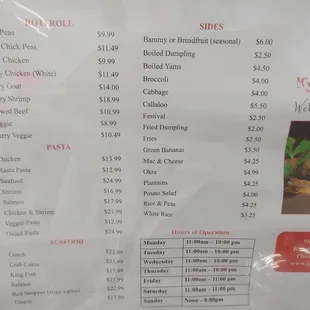 ROTI/ROLL
Peas $9.99
Chick Peas $11.49
Chicken $9.99
Chicken (White) $11.49
Goat $14.00
Shrimp $18.99
Beef $10.99
ggie $8.99
rry Veggie $10.49
PASTA
Chicken $13.99
Pasta $12.99
Seafood $24.99
Shrimp $16.99
Salmon $17.99
Chicken & Shrimp $21.99
Veggie Pasta $12.99
Pasta $24.99
SEAFOOD
Conch $22.99
Crab Cakes
King Fish
Salmon
Red Snapper
$17.99
SIDES
Bammy or Breadfruit (seasonal) $6.00
Boiled Dumpling $2.50
Boiled Yams $4.50
Broccoli $4.00
Cabbage $4.00
Callaloo $5.50
Festival $2.50
Fried Dumpling $2.00
Fries $2.50
Green Bananas $3.50
Mac & Cheese $4.25
Okra $4.99
Plantains $4.25
Potato Salad $4.00
Rice & Peas $4.25
White Rice $3.25
Hours of Operation
Monday 11:00am - 10:00 pm
Tuesday 11:00am - 10:00 pm
Wednesday 11:00am - 10:00 pm
Thursday 11:00am - 10:00 pm
Friday 11:00am - 11:00 pm
Saturday 11:00am - 11:00 pm
Sunday Noon - 8:00pm